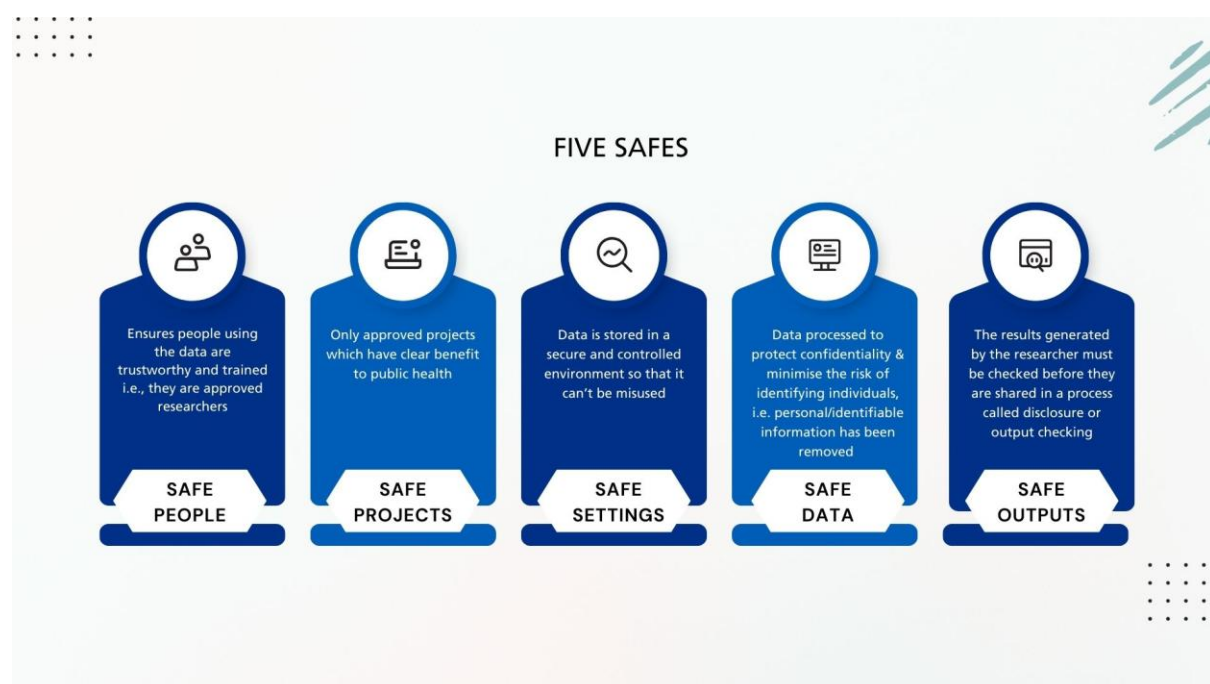 FIVE SAFES
Ensures people using
the data are
trustworthy and trained
i.e., they are approved
researchers
SAFE
PEOPLE
Only approved projects
which have clear benefit
to public health
SAFE
PROJECTS
Data is stored in a
secure and controlled
environment so that it
can’t be misused
SAFE
SETTINGS
Data processed to
protect confidentiality &
minimise the risk of
identifying individuals,
i.e. personal/identifiable
information has been
removed
SAFE
DATA
The results generated
by the researcher must
be checked before they
are shared in a process
called disclosure or
output checking
SAFE
OUTPUTS